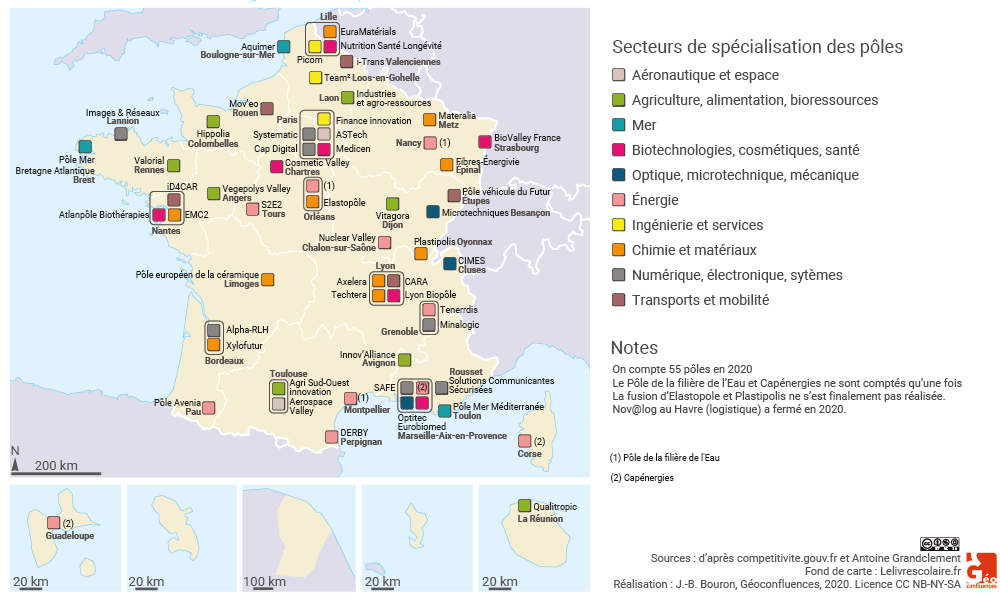 Lille
EuraMatérials
Aquimer
Boulogne-sur-Mer
Nutrition Santé Longévité
Picom
i-Trans Valenciennes
Team² Loos-en-Gohelle
Laon
Industries
et agro-ressources
Mov'eo
Rouen
Images & Réseaux
Lannion
Hippolia
Colombelles
Paris
Finance innovation
Systematic
ASTech
Cap Digital
Medicen
Materalia
Metz
Nancy
(1)
BioValley France
Strasbourg
Pôle Mer
Bretagne Atlantique
Brest
Valorial
Rennes
Cosmetic Valley
Chartres
Fibres-Énergivie
Épinal
iD4CAR
Atlanpôle Biothérapies
EMC2
Nantes
Vegepolys Valley
Angers
S2E2
Tours
(1)
Elastopôle
Orléans
Pôle véhicule du Futur
Étupes
Vitagora
Dijon
Microtechniques Besançon
Nuclear Valley
Chalon-sur-Saône
Plastipolis Oyonnax
CIMES
Cluses
Pôle européen de la céramique
Limoges
Lyon
Axelera
CARA
Techtera
Lyon Biopôle
Tenerrdis
Minalogic
Grenoble
Alpha-RLH
Xylofutur
Bordeaux
Innov'Alliance
Avignon
Toulouse
Agri Sud-Ouest
innovation
Aerospace
Valley
Rousset
SAFE
(2)
Solutions Communicantes
Sécurisées
(1)
Montpellier
Optitec
Eurobiomed
Marseille-Aix-en-Provence
Pôle Mer Méditerranée
Toulon
Pôle Avenia
Pau
DERBY
Perpignan
(2)
Corse
N
200 km
(2)
Guadeloupe
20 km
20 km
100 km
20 km
Qualitropic
La Réunion
20 km
Secteurs de spécialisation des pôles
Aéronautique et espace
Agriculture, alimentation, bioressources
Mer
Biotechnologies, cosmétiques, santé
Optique, microtechnique, mécanique
Énergie
Ingénierie et services
Chimie et matériaux
Numérique, électronique, sytèmes
Transports et mobilité
Notes
On compte 55 pôles en 2020
Le Pôle de la filière de l'Eau et Capénergies ne sont comptés qu'une fois
La fusion d'Elastopole et Plastipolis ne s'est finalement pas réalisée.
Nov@log au Havre (logistique) a fermé en 2020.
(1) Pôle de la filière de l'Eau
(2) Capénergies
Sources : d'après competitivite.gouv.fr et Antoine Grandclement
Fond de carte : Lelivrescolaire.fr
Réalisation : J.-B. Bouron, Géoconfluences, 2020. Licence CC NB-NY-SA
Géo
confluences